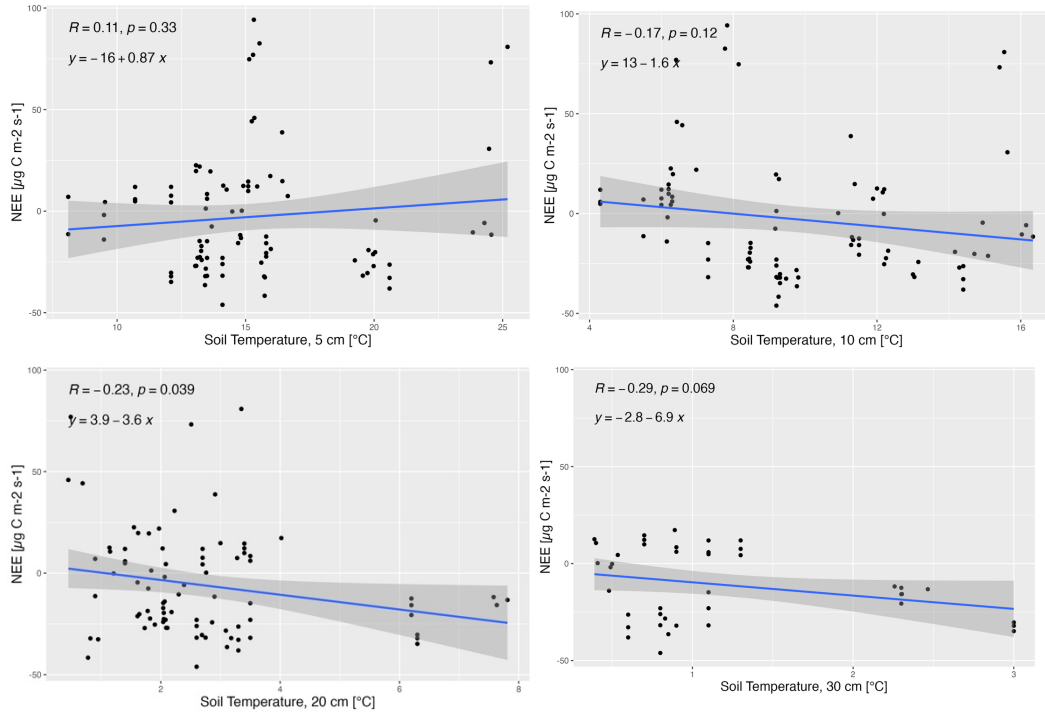 R = 0.11, p = 0.33
y = −16 + 0.87 x
NEE [µg C m-2 s-1]
100
50
0
-50
10 15 20 25
Soil Temperature, 5 cm [°C]
R = −0.17, p = 0.12
y = 13 − 1.6 x
NEE [µg C m-2 s-1]
100
50
0
-50
4 8 12 16
Soil Temperature, 10 cm [°C]
R = −0.23, p = 0.039
y = 3.9 − 3.6 x
NEE [µg C m-2 s-1]
100
50
0
-50
2 4 6 8
Soil Temperature, 20 cm [°C]
R = −0.29, p = 0.069
y = −2.8 − 6.9 x
NEE [µg C m-2 s-1]
100
50
0
-50
1 2 3
Soil Temperature, 30 cm [°C]